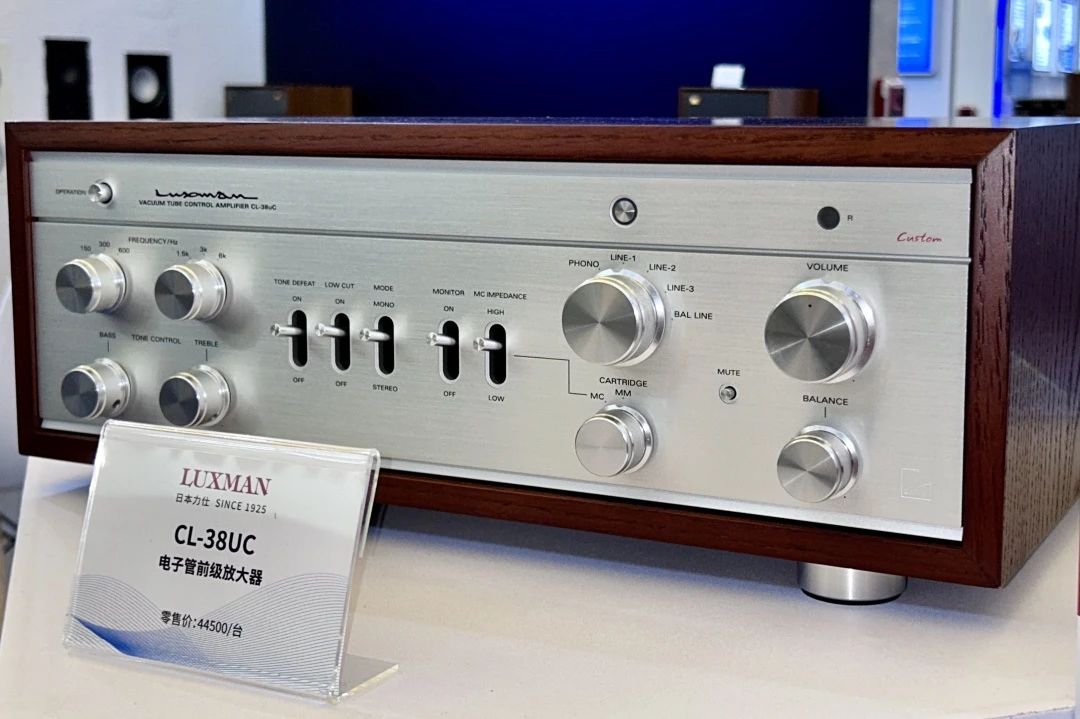 OPERATION
Luxman
VACUUM TUBE CONTROL AMPLIFIER CL-38uC
R
Custom
FREQUENCY/Hz
150 300 600
1.5k 3k 6k
BASS TONE CONTROL TREBLE
TONE DEFEAT
ON
OFF
LOW CUT
ON
OFF
MODE
MONO
STEREO
MONITOR
ON
OFF
MC IMPEDANCE
HIGH
LOW
PHONO
LINE-1
LINE-2
LINE-3
BAL LINE
CARTRIDGE
MC MM
VOLUME
MUTE
BALANCE
LUXMAN
日本力仕 SINCE 1925
CL-38UC
电子管前级放大器
零售价:44500/台